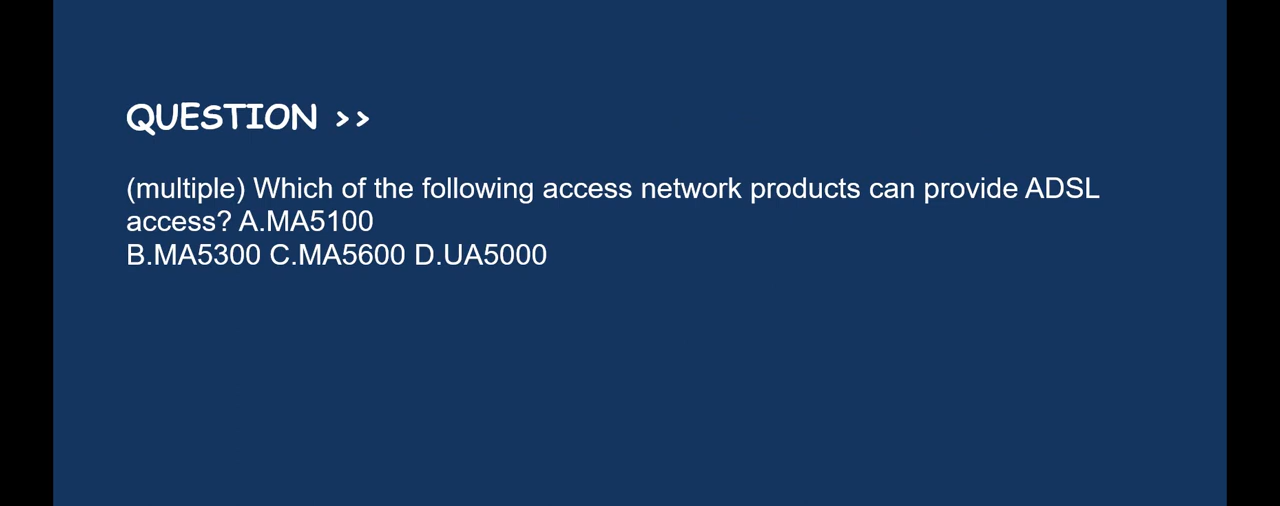 QUESTION >>
(multiple) Which of the following access network products can provide ADSL
access? A.MA5100
B.MA5300 C.MA5600 D.UA5000